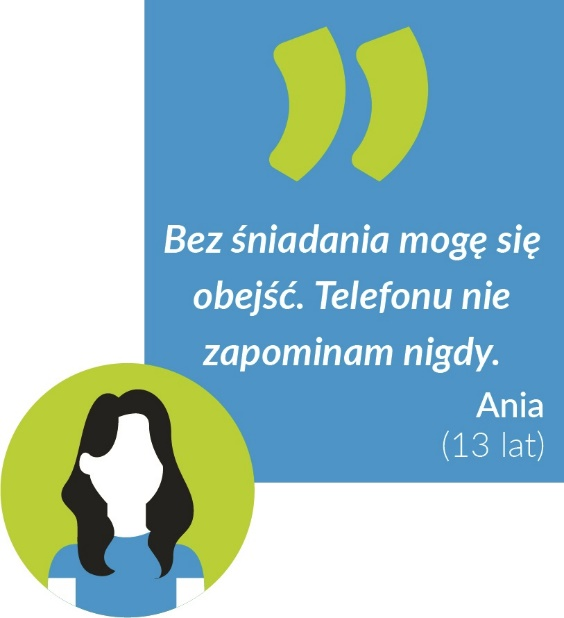 Bez śniadania mogę się
obejść. Telefonu nie
zapominam nigdy.
Ania
(13 lat)